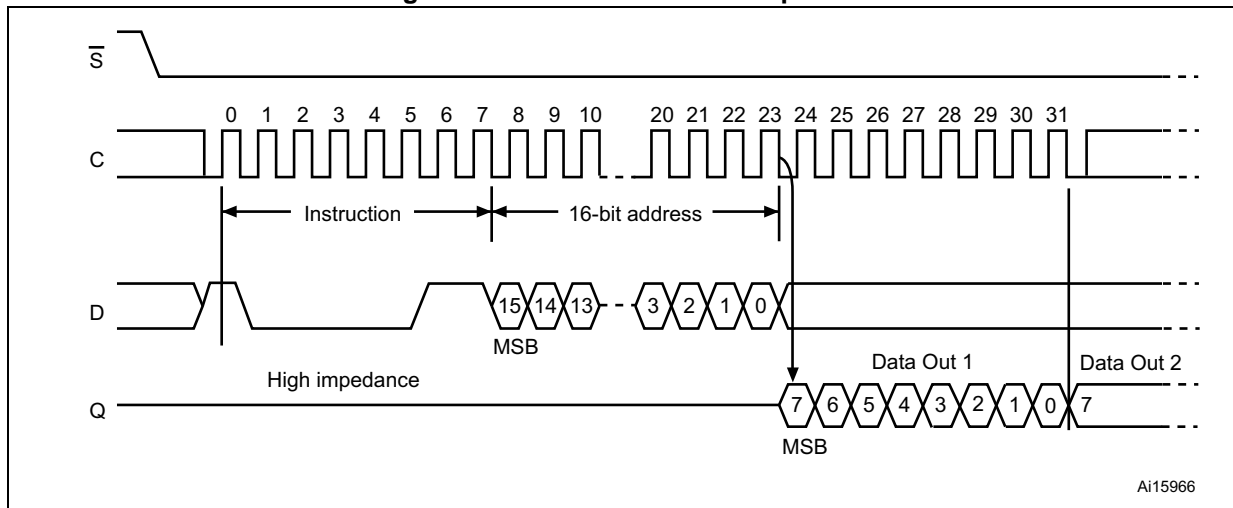 S
0 1 2 3 4 5 6 7 8 9 10 20 21 22 23 24 25 26 27 28 29 30 31
C
Instruction 16-bit address
D 15 14 13 3 2 1 0
MSB
High impedance Data Out 1 Data Out 2
Q 7 6 5 4 3 2 1 0 7
MSB
Ai15966